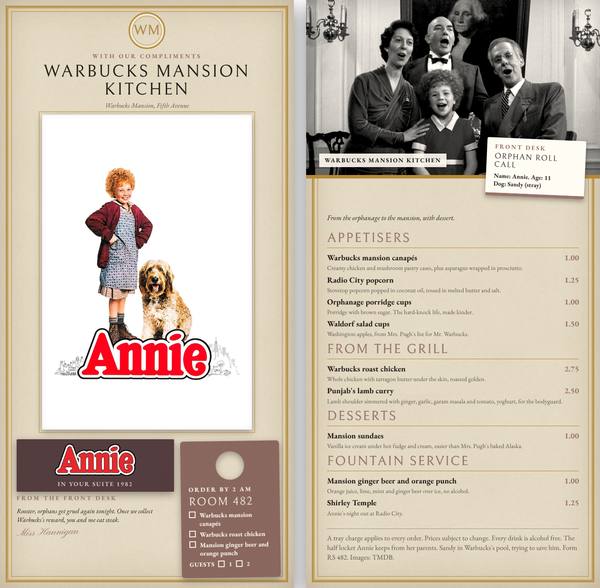 WM
WITH OUR COMPLIMENTS
WARBUCKS MANSION
KITCHEN
Warbucks Mansion, Fifth Avenue
Annie
Annie
IN YOUR SUITE 1982
FROM THE FRONT DESK
Rooster, orphans get gruel again tonight. Once we collect
Warbucks's reward, you and me eat steak.
Miss Hannigan
ORDER BY 2 AM
ROOM 482
Warbucks mansion
canapés
Warbucks roast chicken
Mansion ginger beer and
orange punch
GUESTS 1 2
WARBUCKS MANSION KITCHEN
FRONT DESK
ORPHAN ROLL
CALL
Name: Annie. Age: 11
Dog: Sandy (stray)
From the orphanage to the mansion, with dessert.
APPETISERS
Warbucks mansion canapés 1.00
Creamy chicken and mushroom pastry cases, plus asparagus wrapped in prosciutto.
Radio City popcorn 1.25
Stovetop popcorn popped in coconut oil, tossed in melted butter and salt.
Orphanage porridge cups 1.00
Porridge with brown sugar. The hard-knock life, made kinder.
Waldorf salad cups 1.50
Washington apples, from Mrs. Pugh's list for Mr. Warbucks.
FROM THE GRILL
Warbucks roast chicken 2.75
Whole chicken with tarragon butter under the skin, roasted golden.
Punjab's lamb curry 2.50
Lamb shoulder simmered with ginger, garlic, garam masala and tomato, yoghurt, for the bodyguard.
DESSERTS
Mansion sundaes 1.00
Vanilla ice cream under hot fudge and cream, easier than Mrs. Pugh's baked Alaska.
FOUNTAIN SERVICE
Mansion ginger beer and orange punch 1.00
Orange juice, lime, mint and ginger beer over ice, no alcohol.
Shirley Temple 1.25
Annie's night out at Radio City.
A tray charge applies to every order. Prices subject to change. Every drink is alcohol free. The
half locket Annie keeps from her parents. Sandy in Warbucks's pool, trying to save him. Form
RS 482. Images: TMDB.